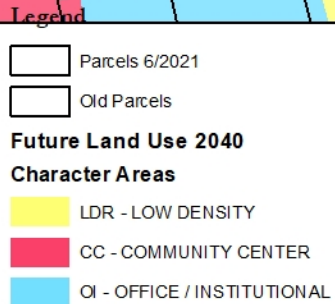 Legend
Parcels 6/2021
Old Parcels
Future Land Use 2040
Character Areas
LDR - LOW DENSITY
CC - COMMUNITY CENTER
OI - OFFICE / INSTITUTIONAL